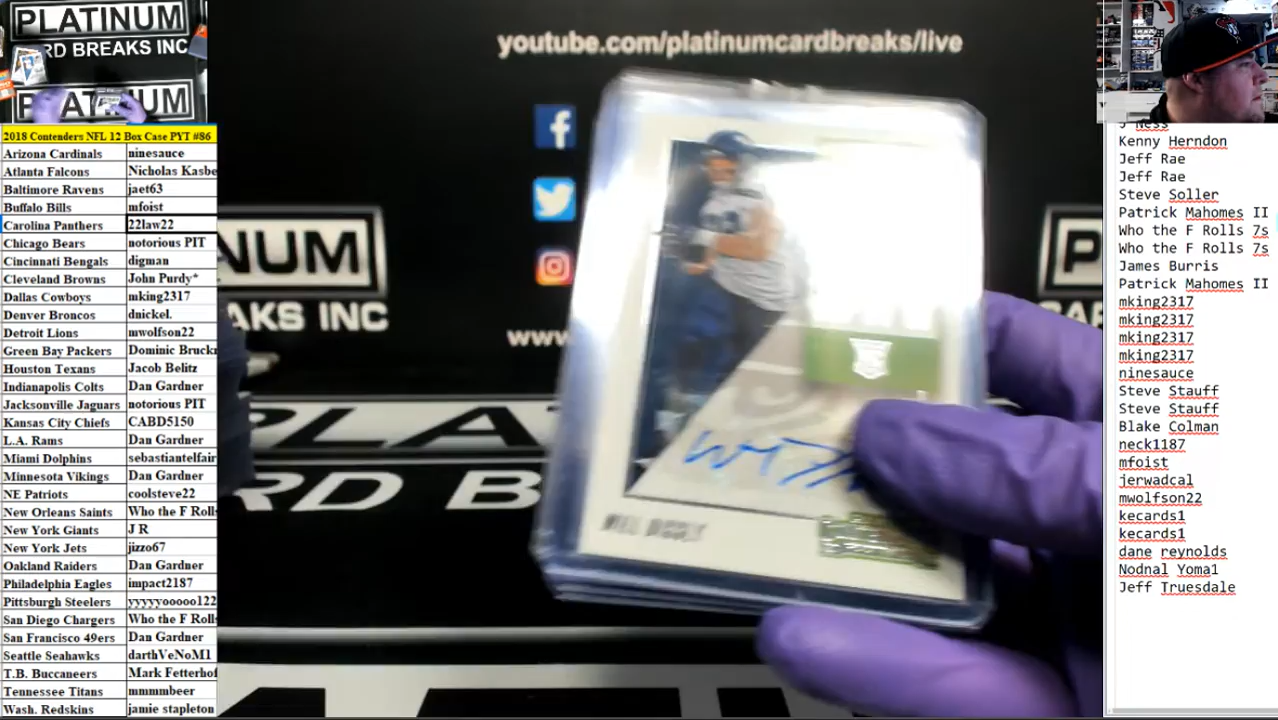 PLATINUM
CARD BREAKS INC
PLATINUM
youtube.com/platinumcardbreaks/live
2018 Contenders NFL 12 Box Case PYT #86
Arizona Cardinals ninesauce
Atlanta Falcons Nicholas Kasbe
Baltimore Ravens jaet63
Buffalo Bills mfoist
Carolina Panthers 22law22
Chicago Bears notorious PIT
Cincinnati Bengals digman
Cleveland Browns John Purdy*
Dallas Cowboys mking2317
Denver Broncos dnickel.
Detroit Lions mwolfson22
Green Bay Packers Dominic Bruckn
Houston Texans Jacob Belitz
Indianapolis Colts Dan Gardner
Jacksonville Jaguars notorious PIT
Kansas City Chiefs CABD5150
L.A. Rams Dan Gardner
Miami Dolphins sebastiantelfair
Minnesota Vikings Dan Gardner
NE Patriots coolsteve22
New Orleans Saints Who the F Rolls
New York Giants J R
New York Jets jizzo67
Oakland Raiders Dan Gardner
Philadelphia Eagles impact2187
Pittsburgh Steelers yyyyyooooo122
San Diego Chargers Who the F Rolls
San Francisco 49ers Dan Gardner
Seattle Seahawks darthVeNoM1
T.B. Buccaneers Mark Fetterhof
Tennessee Titans mmmmbeer
Wash. Redskins jamie stapleton
NUM
AKS INC
www
J Ness
Kenny Herndon
Jeff Rae
Jeff Rae
Steve Soller
Patrick Mahomes II
Who the F Rolls 7s
Who the F Rolls 7s
James Burris
Patrick Mahomes II
mking2317
mking2317
mking2317
mking2317
ninesauce
Steve Stauff
Steve Stauff
Blake Colman
neck1187
mfoist
jerwadcal
mwolfson22
kecards1
kecards1
dane reynolds
Nodnal Yoma1
Jeff Truesdale